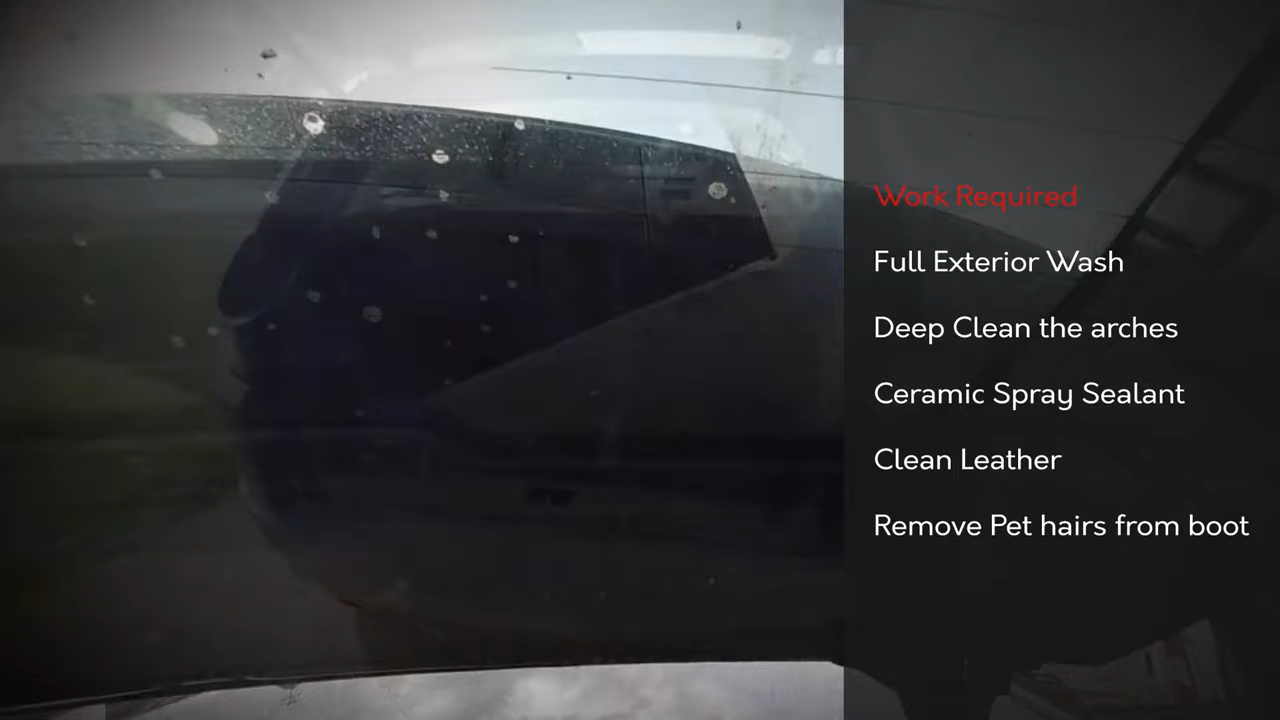 Work Required
Full Exterior Wash
Deep Clean the arches
Ceramic Spray Sealant
Clean Leather
Remove Pet hairs from boot